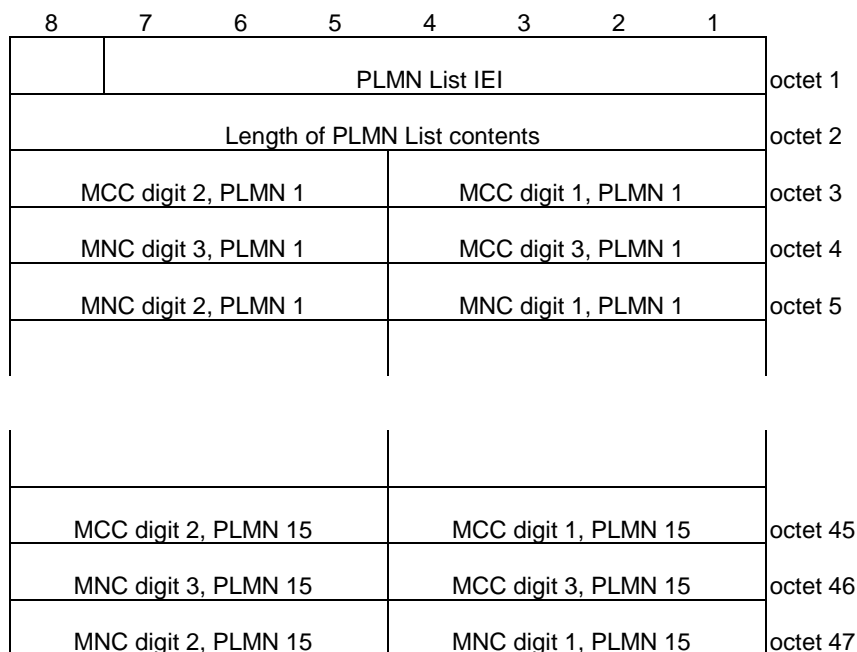 8 7 6 5 4 3 2 1
PLMN List IEI octet 1
Length of PLMN List contents octet 2
MCC digit 2, PLMN 1 MCC digit 1, PLMN 1 octet 3
MNC digit 3, PLMN 1 MCC digit 3, PLMN 1 octet 4
MNC digit 2, PLMN 1 MNC digit 1, PLMN 1 octet 5
MCC digit 2, PLMN 15 MCC digit 1, PLMN 15 octet 45
MNC digit 3, PLMN 15 MCC digit 3, PLMN 15 octet 46
MNC digit 2, PLMN 15 MNC digit 1, PLMN 15 octet 47